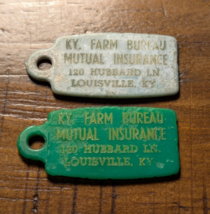 KY. FARM BUREAU
MUTUAL INSURANCE
120 HUBBARD LN.
LOUISVILLE, KY.
KY. FARM BUREAU
MUTUAL INSURANCE
120 HUBBARD LN.
LOUISVILLE, KY.